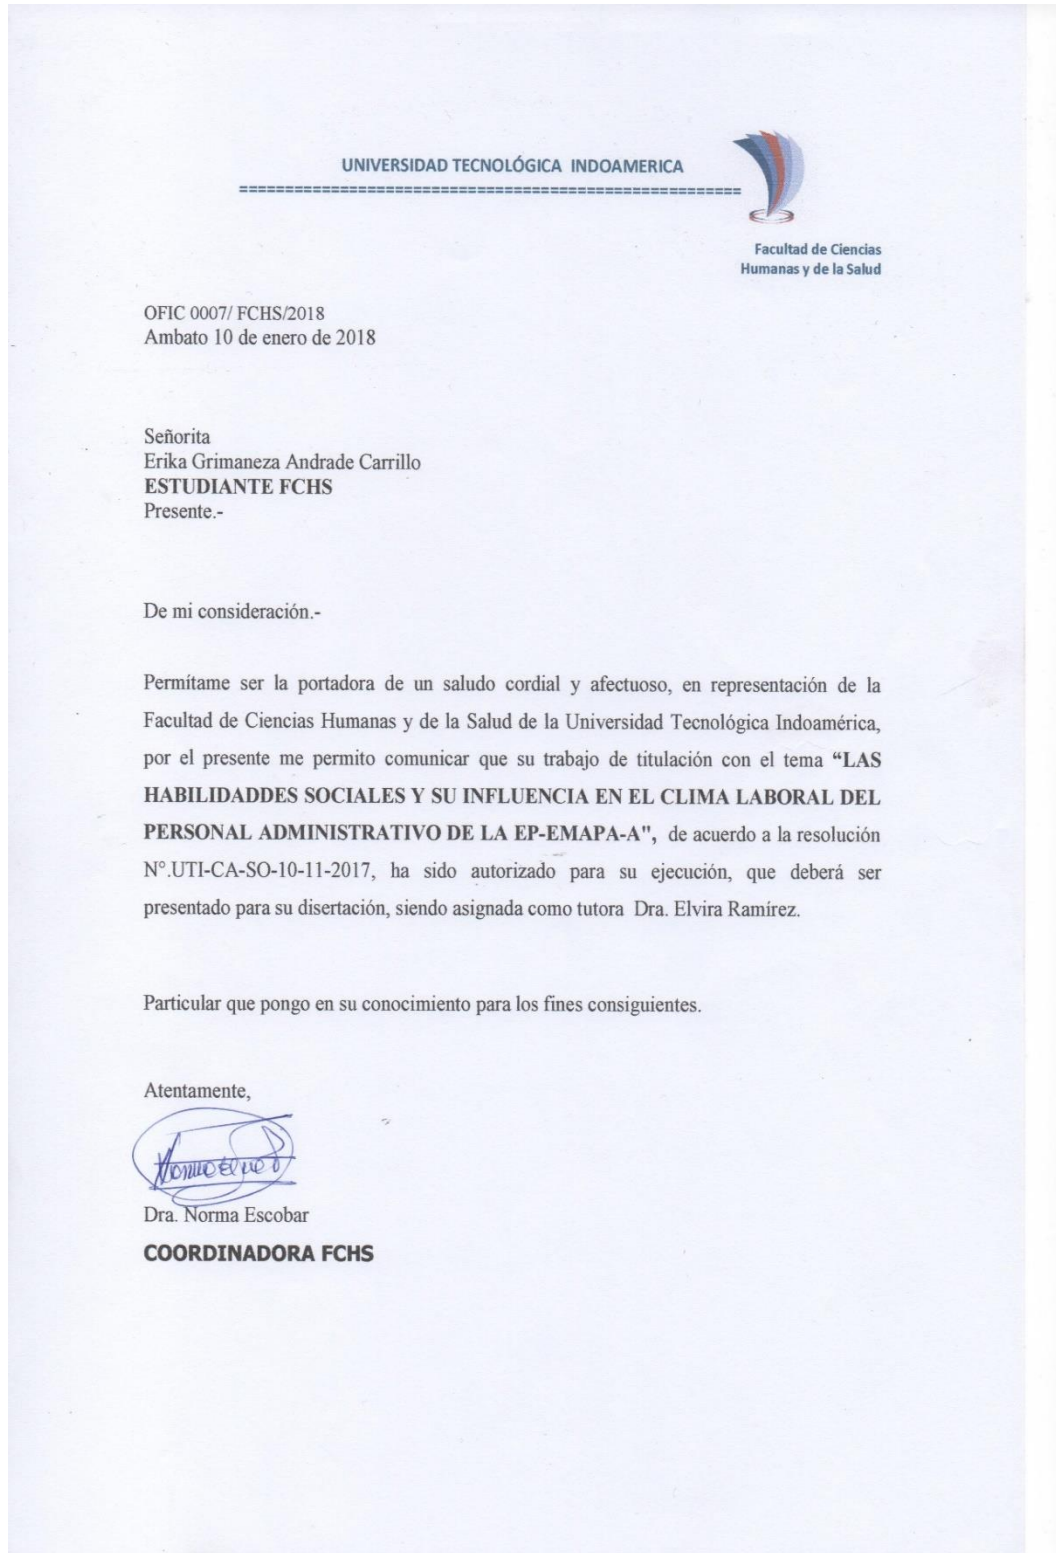 UNIVERSIDAD TECNOLÓGICA INDOAMERICA
=======================================================
Facultad de Ciencias
Humanas y de la Salud
OFIC 0007/ FCHS/2018
Ambato 10 de enero de 2018
Señorita
Erika Grimaneza Andrade Carrillo
ESTUDIANTE FCHS
Presente.-
De mi consideración.-
Permítame ser la portadora de un saludo cordial y afectuoso, en representación de la
Facultad de Ciencias Humanas y de la Salud de la Universidad Tecnológica Indoamérica,
por el presente me permito comunicar que su trabajo de titulación con el tema “LAS
HABILIDADDES SOCIALES Y SU INFLUENCIA EN EL CLIMA LABORAL DEL
PERSONAL ADMINISTRATIVO DE LA EP-EMAPA-A", de acuerdo a la resolución
N°.UTI-CA-SO-10-11-2017, ha sido autorizado para su ejecución, que deberá ser
presentado para su disertación, siendo asignada como tutora Dra. Elvira Ramírez.
Particular que pongo en su conocimiento para los fines consiguientes.
Atentamente,
Dra. Norma Escobar
COORDINADORA FCHS